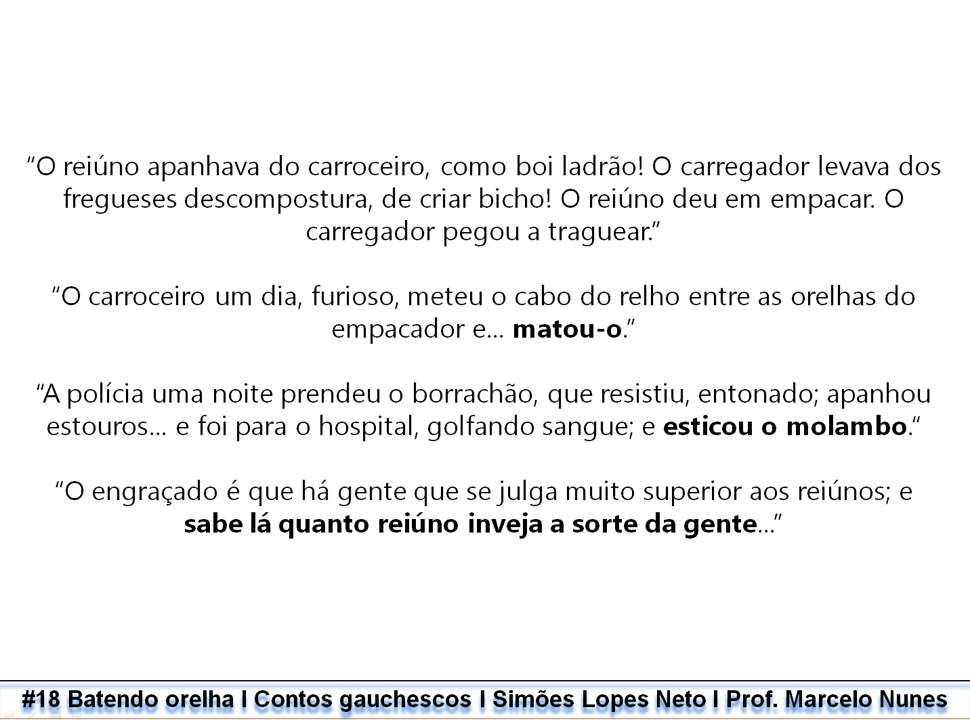 “O reiúno apanhava do carroceiro, como boi ladrão! O carregador levava dos
fregueses descompostura, de criar bicho! O reiúno deu em empacar. O
carregador pegou a traguear.”
“O carroceiro um dia, furioso, meteu o cabo do relho entre as orelhas do
empacador e... matou-o.”
“A polícia uma noite prendeu o borrachão, que resistiu, entonado; apanhou
estouros... e foi para o hospital, golfando sangue; e esticou o molambo.“
“O engraçado é que há gente que se julga muito superior aos reiúnos; e
sabe lá quanto reiúno inveja a sorte da gente...”
#18 Batendo orelha I Contos gauchescos I Simões Lopes Neto I Prof. Marcelo Nunes